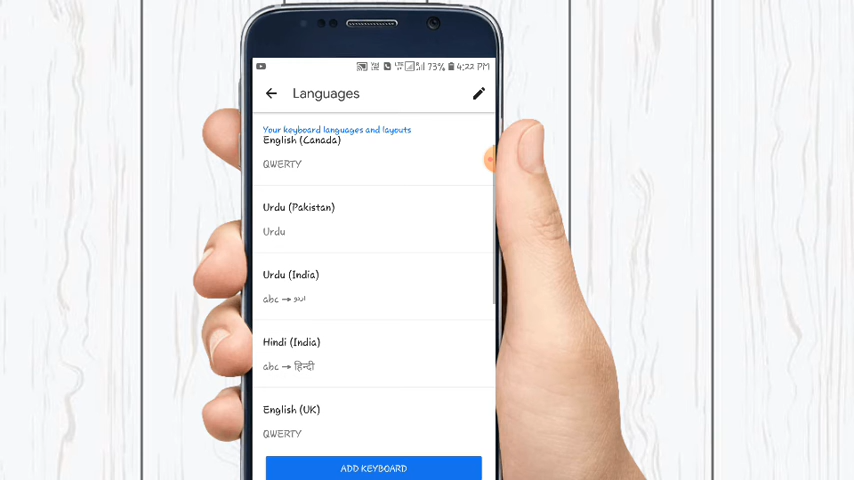 73% 4:22 PM
Languages
Your keyboard languages and layouts
English (Canada)
QWERTY
Urdu (Pakistan)
Urdu
Urdu (India)
abc → اردو
Hindi (India)
abc → हिन्दी
English (UK)
QWERTY
ADD KEYBOARD